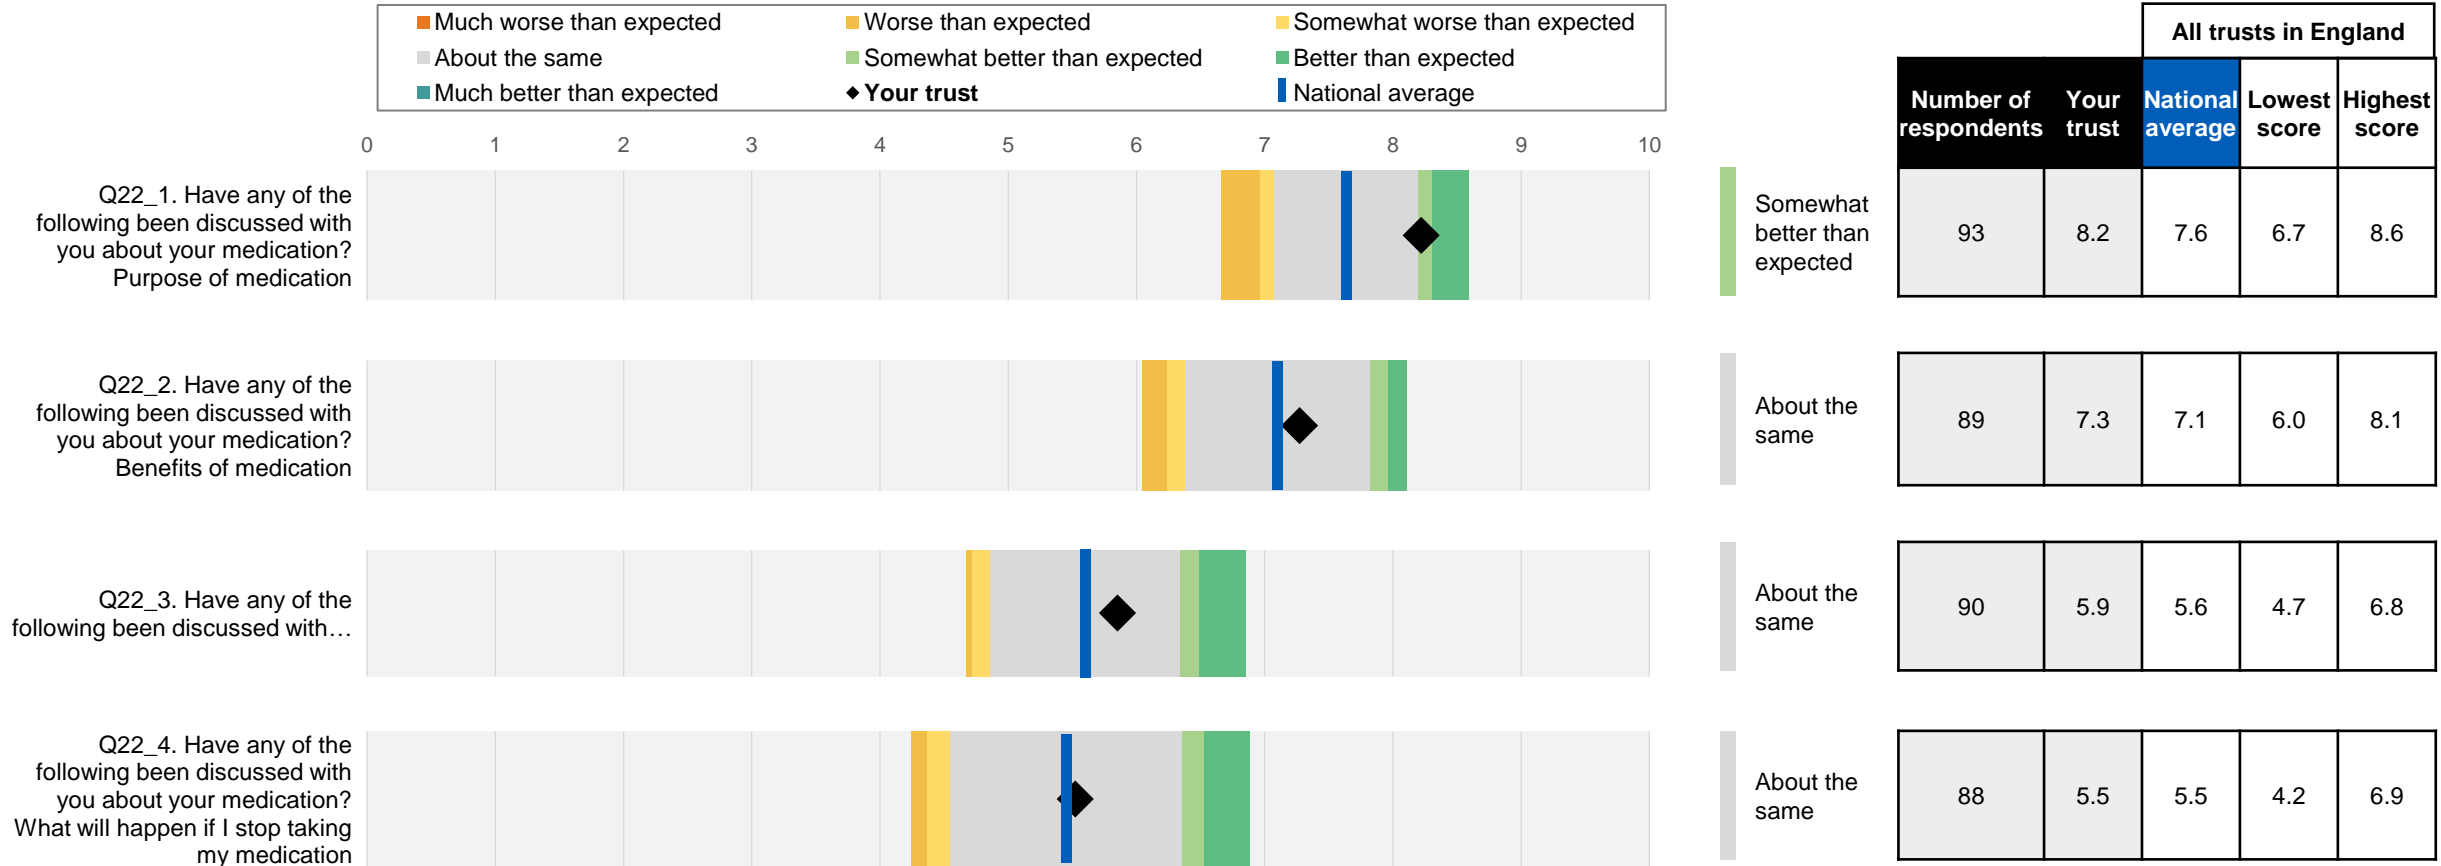 Much worse than expected
Worse than expected
Somewhat worse than expected
About the same
Somewhat better than expected
Better than expected
Much better than expected
Your trust
National average
All trusts in England
Number of respondents
Your trust
National average
Lowest score
Highest score
0 1 2 3 4 5 6 7 8 9 10
Q22_1. Have any of the
following been discussed with
you about your medication?
Purpose of medication
Somewhat
better than
expected
93 8.2 7.6 6.7 8.6
Q22_2. Have any of the
following been discussed with
you about your medication?
Benefits of medication
About the
same
89 7.3 7.1 6.0 8.1
Q22_3. Have any of the
following been discussed with…
About the
same
90 5.9 5.6 4.7 6.8
Q22_4. Have any of the
following been discussed with
you about your medication?
What will happen if I stop taking
my medication
About the
same
88 5.5 5.5 4.2 6.9